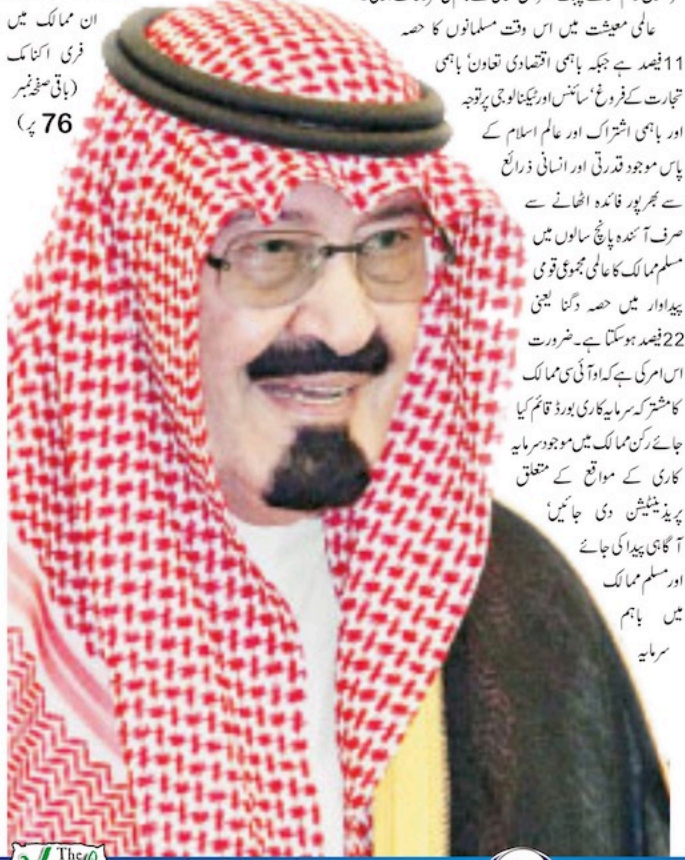 عالمی معیشت میں اس وقت مسلمانوں کا حصہ
11 فیصد ہے جبکہ باہمی اقتصادی تعاون‘ باہمی
تجارت کے فروغ‘ سائنس اور ٹیکنالوجی پر توجہ
اور باہمی اشتراک اور عالم اسلام کے
پاس موجود قدرتی اور انسانی ذرائع
سے بھرپور فائدہ اٹھانے سے
صرف آئندہ پانچ سالوں میں
مسلم ممالک کا عالمی مجموعی قومی
پیداوار میں حصہ دگنا یعنی
22 فیصد ہوسکتا ہے۔ ضرورت
اس امر کی ہے کہ او آئی سی ممالک
کا مشترکہ سرمایہ کاری بورڈ قائم کیا
جائے رکن ممالک میں موجود سرمایہ
کاری کے مواقع کے متعلق
پریذینٹیشن دی جائیں‘
آگاہی پیدا کی جائے
اور مسلم ممالک
میں باہم
سرمایہ
ان ممالک میں
فری اکنامک
(باقی صفحہ نمبر
76 پر)
The